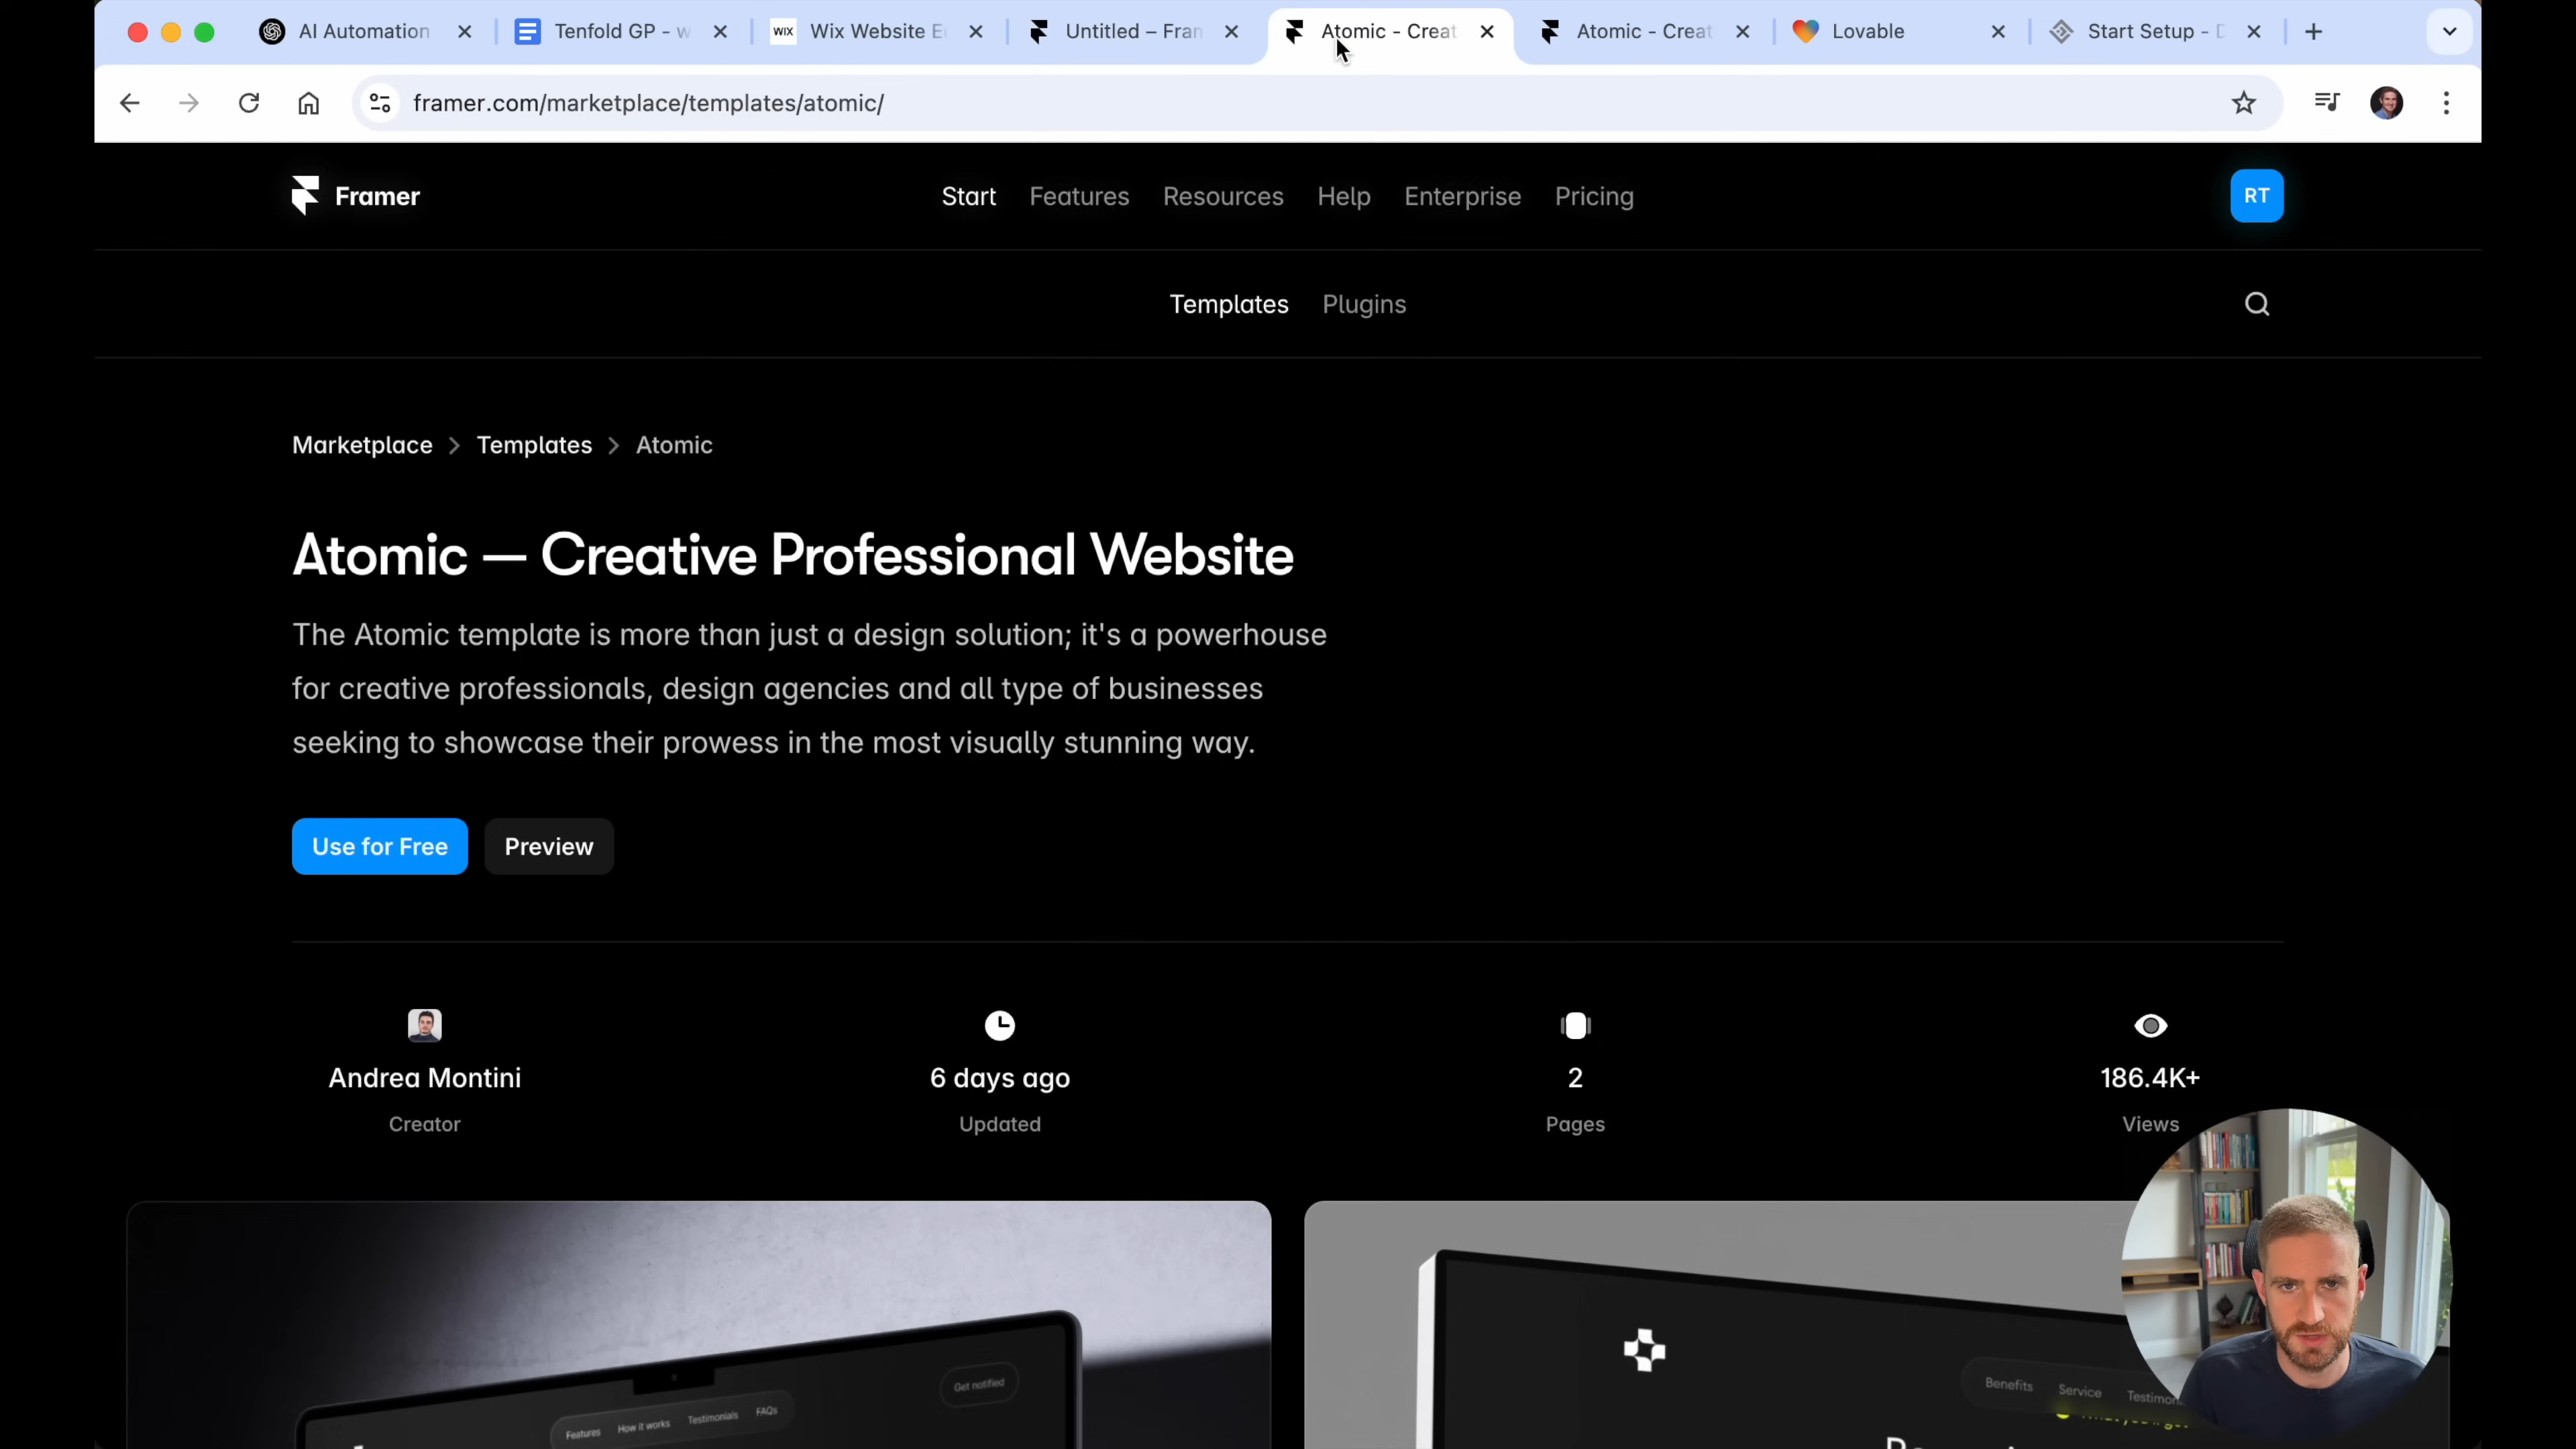 AI Automation
Tenfold GP - w
WIX
Wix Website E
Untitled – Fran
Atomic - Creat
Atomic - Creat
Lovable
Start Setup - D
framer.com/marketplace/templates/atomic/
Framer
Start
Features
Resources
Help
Enterprise
Pricing
RT
Templates
Plugins
Marketplace
Templates
Atomic
Atomic — Creative Professional Website
The Atomic template is more than just a design solution; it's a powerhouse
for creative professionals, design agencies and all type of businesses
seeking to showcase their prowess in the most visually stunning way.
Use for Free
Preview
Andrea Montini
Creator
6 days ago
Updated
2
Pages
186.4K+
Views
Features
How it works
Testimonials
FAQs
Get notified
Benefits
Service
Testimon